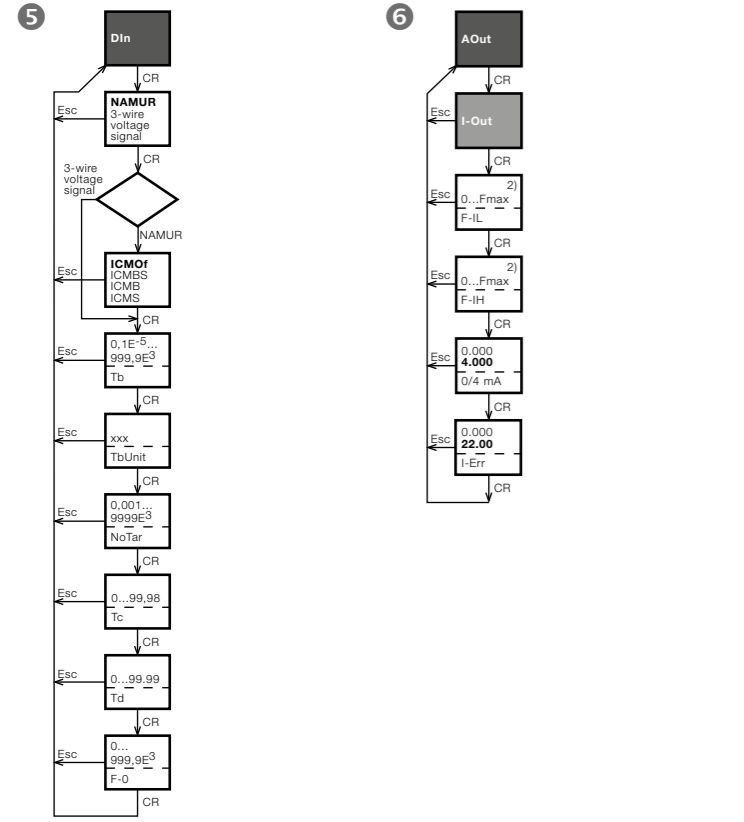 5
DIn
CR
NAMUR
3-wire
voltage
signal
Esc
CR
3-wire
voltage
signal
NAMUR
ICMOf
ICMBS
ICMB
ICMS
Esc
CR
0,1E-5...
999,9E3
Tb
Esc
CR
xxx
TbUnit
Esc
CR
0,001...
9999E3
NoTar
Esc
CR
0...99,98
Tc
Esc
CR
0...99.99
Td
Esc
CR
0...
999,9E3
F-0
Esc
CR
6
AOut
CR
I-Out
Esc
CR
2)
0...Fmax
F-IL
Esc
CR
2)
0...Fmax
F-IH
Esc
CR
0.000
4.000
0/4 mA
Esc
CR
0.000
22.00
I-Err
Esc
CR